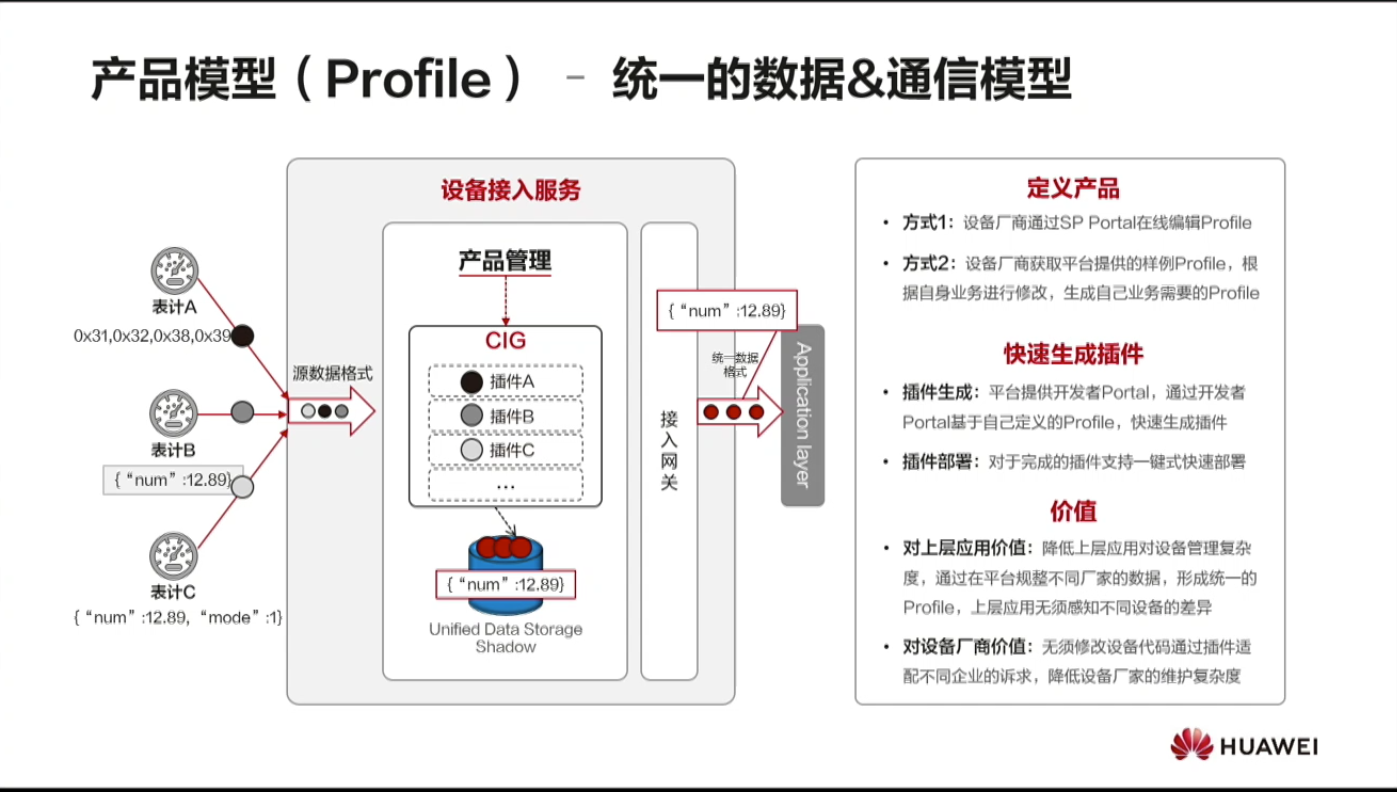 产品模型（Profile） - 统一的数据&通信模型
设备接入服务
产品管理
CIG
插件A
插件B
插件C
...
{“num”:12.89}
Unified Data Storage
Shadow
表计A
0x31,0x32,0x38,0x39
表计B
{“num”:12.89}
表计C
{“num”:12.89,“mode”:1}
源数据格式
接入网关
{“num”:12.89}
统一数据
格式
Application layer
定义产品
• 方式1：设备厂商通过SP Portal在线编辑Profile
• 方式2：设备厂商获取平台提供的样例Profile，根
据自身业务进行修改，生成自己业务需要的Profile
快速生成插件
• 插件生成：平台提供开发者Portal，通过开发者
Portal基于自己定义的Profile，快速生成插件
• 插件部署：对于完成的插件支持一键式快速部署
价值
• 对上层应用价值：降低上层应用对设备管理复杂
度，通过在平台规整不同厂家的数据，形成统一的
Profile，上层应用无须感知不同设备的差异
• 对设备厂商价值：无须修改设备代码通过插件适
配不同企业的诉求，降低设备厂家的维护复杂度
HUAWEI